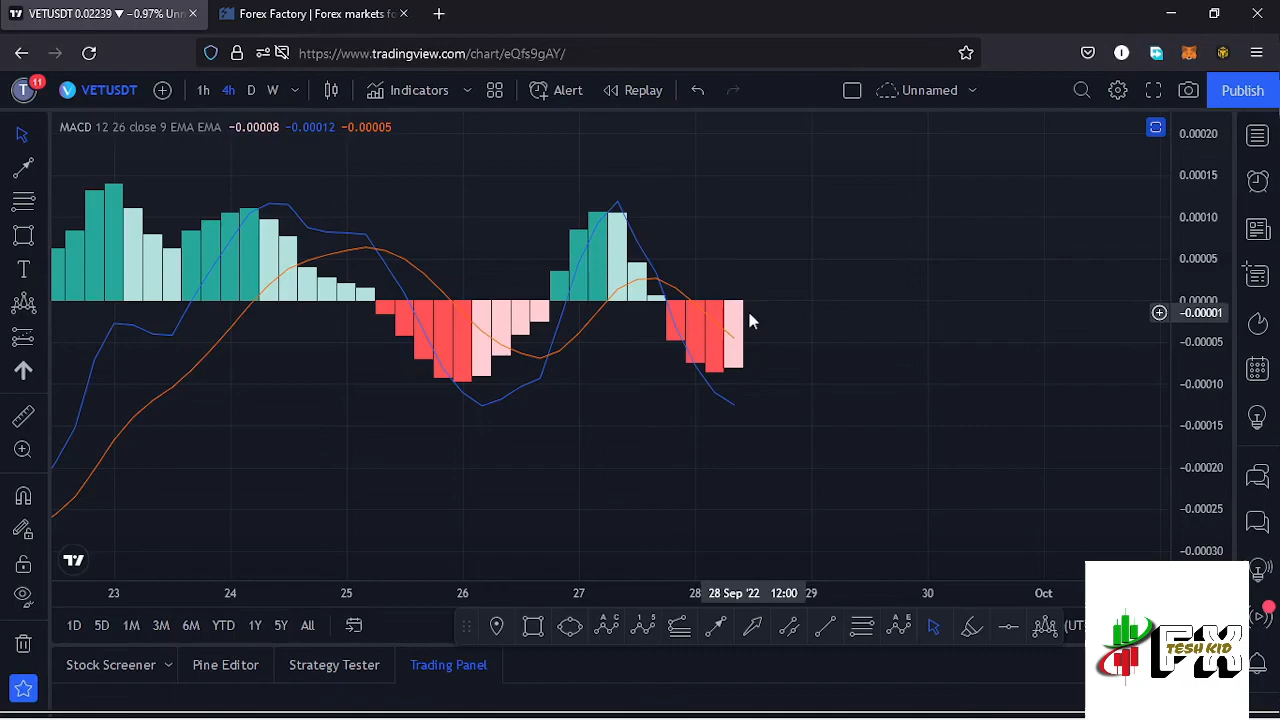 VETUSDT 0.02239 ▼ −0.97% Unn
Forex Factory | Forex markets fo
https://www.tradingview.com/chart/eQfs9gAY/
T 11
VETUSDT
1h 4h D W
Indicators
Alert
Replay
Unnamed
Publish
MACD 12 26 close 9 EMA EMA −0.00008 −0.00012 −0.00005
0.00020
0.00015
0.00010
0.00005
0.00000
−0.00001
−0.00005
−0.00010
−0.00015
−0.00020
−0.00025
−0.00030
23 24 25 26 27 28 28 Sep '22 12:00 29 30 Oct
1D 5D 1M 3M 6M YTD 1Y 5Y All
(UT
Stock Screener
Pine Editor
Strategy Tester
Trading Panel
FX
TESH KID